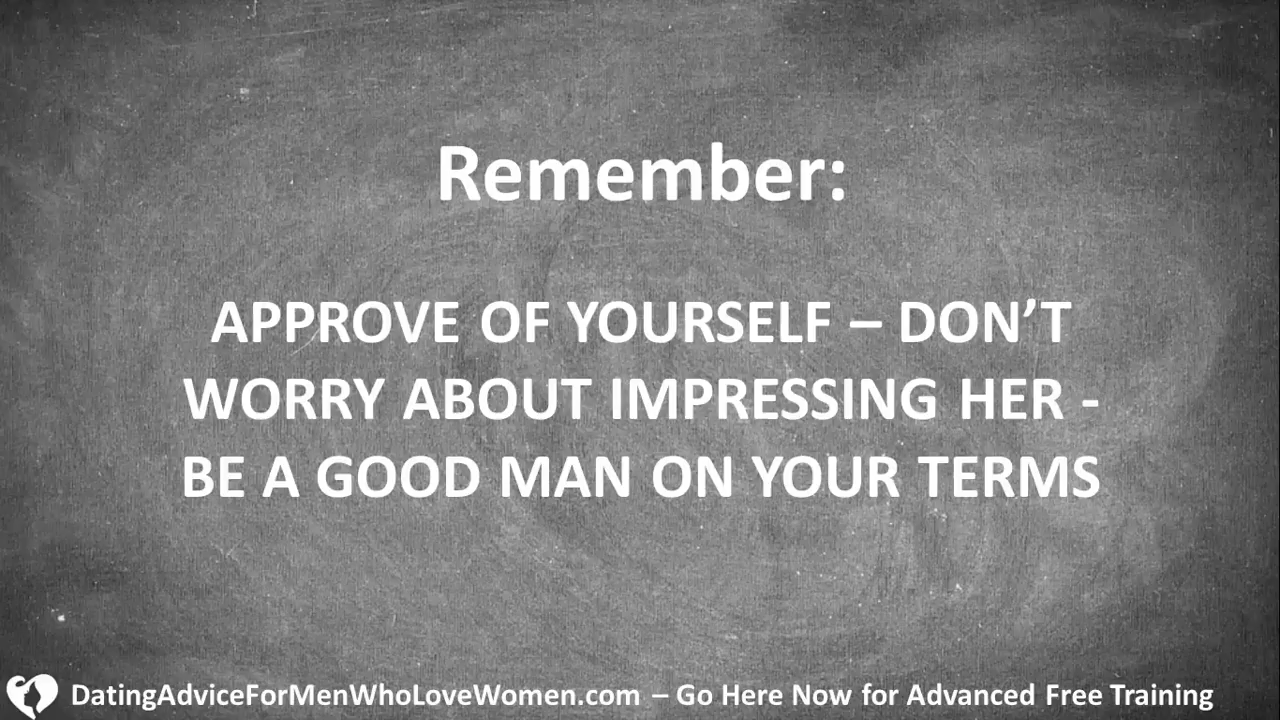 Remember:
APPROVE OF YOURSELF – DON’T
WORRY ABOUT IMPRESSING HER -
BE A GOOD MAN ON YOUR TERMS
DatingAdviceForMenWhoLoveWomen.com – Go Here Now for Advanced Free Training